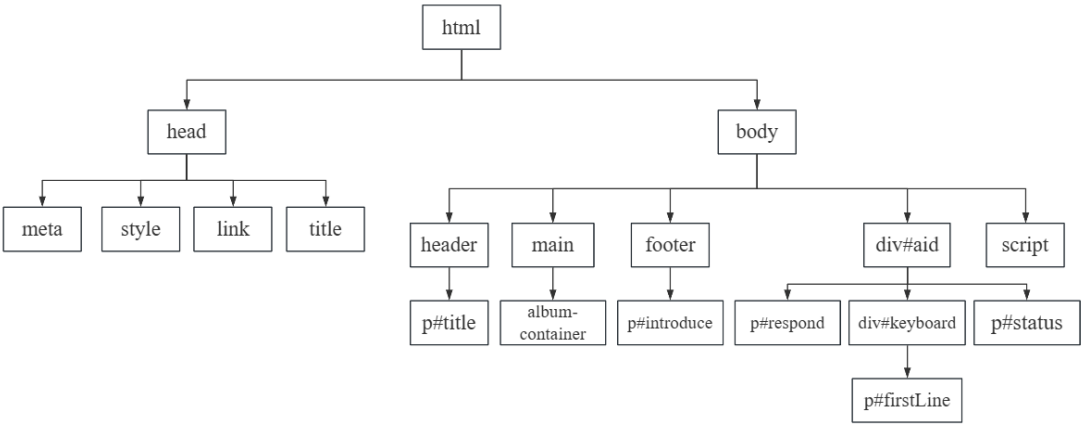 html
head
body
meta
style
link
title
header
main
footer
div#aid
script
p#title
album-
container
p#introduce
p#respond
div#keyboard
p#status
p#firstLine